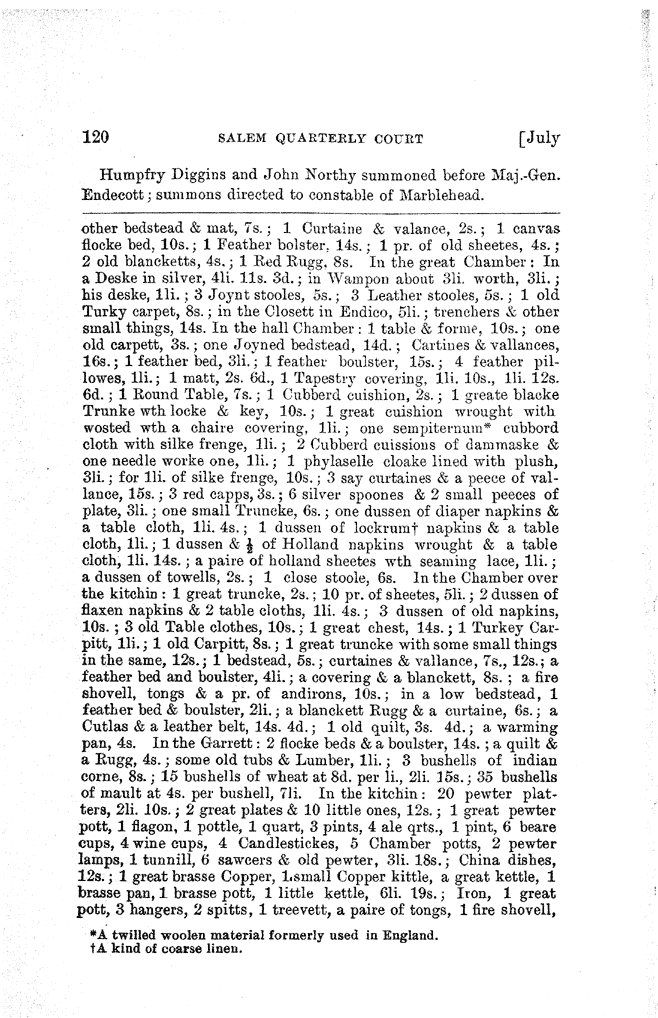 120 SALEM QUARTERLY COURT [July
Humpfry Diggins and John Northy summoned before Maj.-Gen.
Endecott; summons directed to constable of Marblehead.
other bedstead & mat, 7s.; 1 Curtaine & valance, 2s.; 1 canvas
flocke bed, 10s.; 1 Feather bolster, 14s.; 1 pr. of old sheetes, 4s.;
2 old blancketts, 4s.; 1 Red Rugg, 8s. In the great Chamber: In
a Deske in silver, 4li. 11s. 3d.; in Wampon about 3li. worth, 3li.;
his deske, 1li.; 3 Joynt stooles, 5s.; 3 Leather stooles, 5s.; 1 old
Turky carpet, 8s.; in the Closett in Endico, 5li.; trenchers & other
small things, 14s. In the hall Chamber: 1 table & forme, 10s.; one
old carpett, 3s.; one Joyned bedstead, 14d.; Cartines & vallances,
16s.; 1 feather bed, 3li.; 1 feather boulster, 15s.; 4 feather pil-
lowes, 1li.; 1 matt, 2s. 6d., 1 Tapestry covering, 1li. 10s., 1li. 12s.
6d.; 1 Round Table, 7s.; 1 Cubberd cuishion, 2s.; 1 greate blacke
Trunke wth locke & key, 10s.; 1 great cuishion wrought with
wosted wth a chaire covering, 1li.; one sempiternum* cubbord
cloth with silke frenge, 1li.; 2 Cubberd cuissions of dammaske &
one needle worke one, 1li.; 1 phylaselle cloake lined with plush,
3li.; for 1li. of silke frenge, 10s.; 3 say curtaines & a peece of val-
lance, 15s.; 3 red capps, 3s.; 6 silver spoones & 2 small peeces of
plate, 3li.; one small Truncke, 6s.; one dussen of diaper napkins &
a table cloth, 1li. 4s.; 1 dussen of lockrum† napkins & a table
cloth, 1li.; 1 dussen & ½ of Holland napkins wrought & a table
cloth, 1li. 14s.; a paire of holland sheetes wth seaming lace, 1li.;
a dussen of towells, 2s.; 1 close stoole, 6s. In the Chamber over
the kitchin: 1 great truncke, 2s.; 10 pr. of sheetes, 5li.; 2 dussen of
flaxen napkins & 2 table cloths, 1li. 4s.; 3 dussen of old napkins,
10s.; 3 old Table clothes, 10s.; 1 great chest, 14s.; 1 Turkey Car-
pitt, 1li.; 1 old Carpitt, 8s.; 1 great truncke with some small things
in the same, 12s.; 1 bedstead, 5s.; curtaines & vallance, 7s., 12s.; a
feather bed and boulster, 4li.; a covering & a blanckett, 8s.; a fire
shovell, tongs & a pr. of andirons, 10s.; in a low bedstead, 1
feather bed & boulster, 2li.; a blanckett Rugg & a curtaine, 6s.; a
Cutlas & a leather belt, 14s. 4d.; 1 old quilt, 3s. 4d.; a warming
pan, 4s. In the Garrett: 2 flocke beds & a boulster, 14s.; a quilt &
a Rugg, 4s.; some old tubs & Lumber, 1li.; 3 bushells of indian
corne, 8s.; 15 bushells of wheat at 8d. per li., 2li. 15s.; 35 bushells
of mault at 4s. per bushell, 7li. In the kitchin: 20 pewter plat-
ters, 2li. 10s.; 2 great plates & 10 little ones, 12s.; 1 great pewter
pott, 1 flagon, 1 pottle, 1 quart, 3 pints, 4 ale qrts., 1 pint, 6 beare
cups, 4 wine cups, 4 Candlestickes, 5 Chamber potts, 2 pewter
lamps, 1 tunnill, 6 sawcers & old pewter, 3li. 18s.; China dishes,
12s.; 1 great brasse Copper, 1 small Copper kittle, a great kettle, 1
brasse pan, 1 brasse pott, 1 little kettle, 6li. 19s.; Iron, 1 great
pott, 3 hangers, 2 spitts, 1 treevett, a paire of tongs, 1 fire shovell,
*A twilled woolen material formerly used in England.
†A kind of coarse linen.